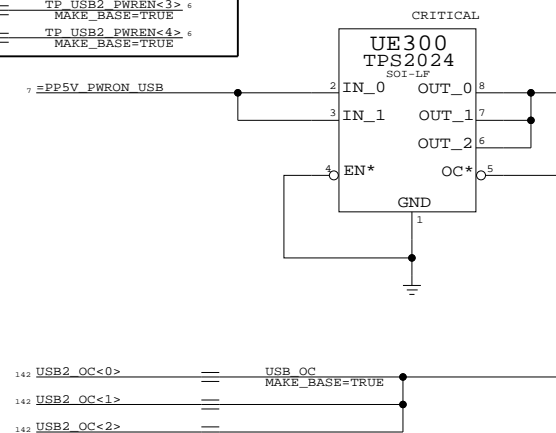 TP_USB2_PWREN<3> 6
MAKE_BASE=TRUE
TP_USB2_PWREN<4> 6
MAKE_BASE=TRUE
CRITICAL
UE300
TPS2024
SOI-LF
7 =PP5V_PWRON_USB
2 IN_0 OUT_0 8
3 IN_1 OUT_1 7
OUT_2 6
4 EN* OC* 5
GND
1
142 USB2_OC<0> USB_OC
MAKE_BASE=TRUE
142 USB2_OC<1>
142 USB2_OC<2>